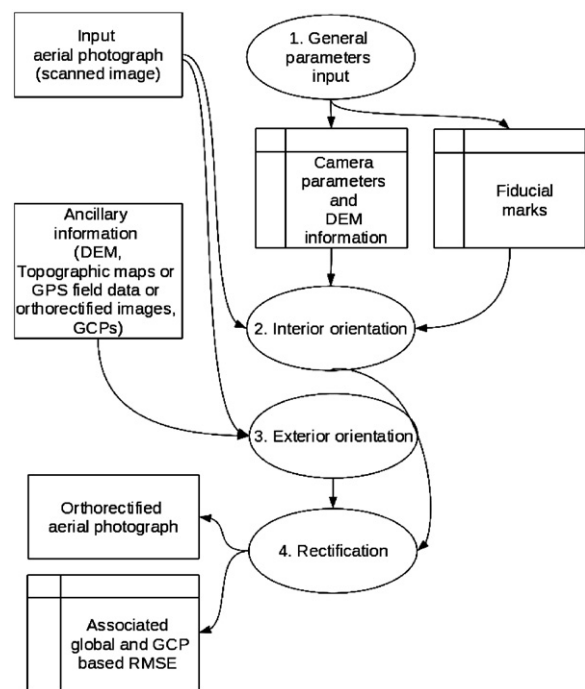 Input
aerial photograph
(scanned image)
1. General
parameters
input
Camera
parameters
and
DEM
information
Fiducial
marks
Ancillary
information
(DEM,
Topographic maps or
GPS field data or
orthorectified images,
GCPs)
2. Interior orientation
3. Exterior orientation
Orthorectified
aerial photograph
4. Rectification
Associated
global and GCP
based RMSE